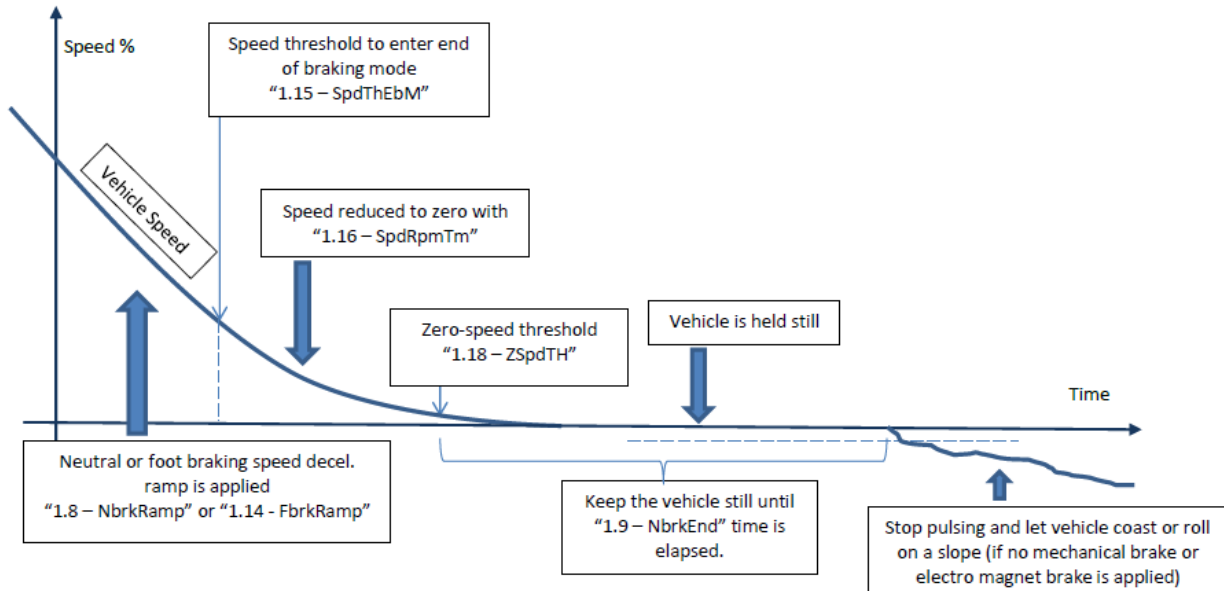 Speed %
Speed threshold to enter end
of braking mode
“1.15 – SpdThEbM”
Vehicle Speed
Speed reduced to zero with
“1.16 – SpdRpmTm”
Zero-speed threshold
“1.18 – ZSpdTH”
Vehicle is held still
Time
Neutral or foot braking speed decel.
ramp is applied
“1.8 – NbrkRamp” or “1.14 - FbrkRamp”
Keep the vehicle still until
“1.9 – NbrkEnd” time is
elapsed.
Stop pulsing and let vehicle coast or roll
on a slope (if no mechanical brake or
electro magnet brake is applied)